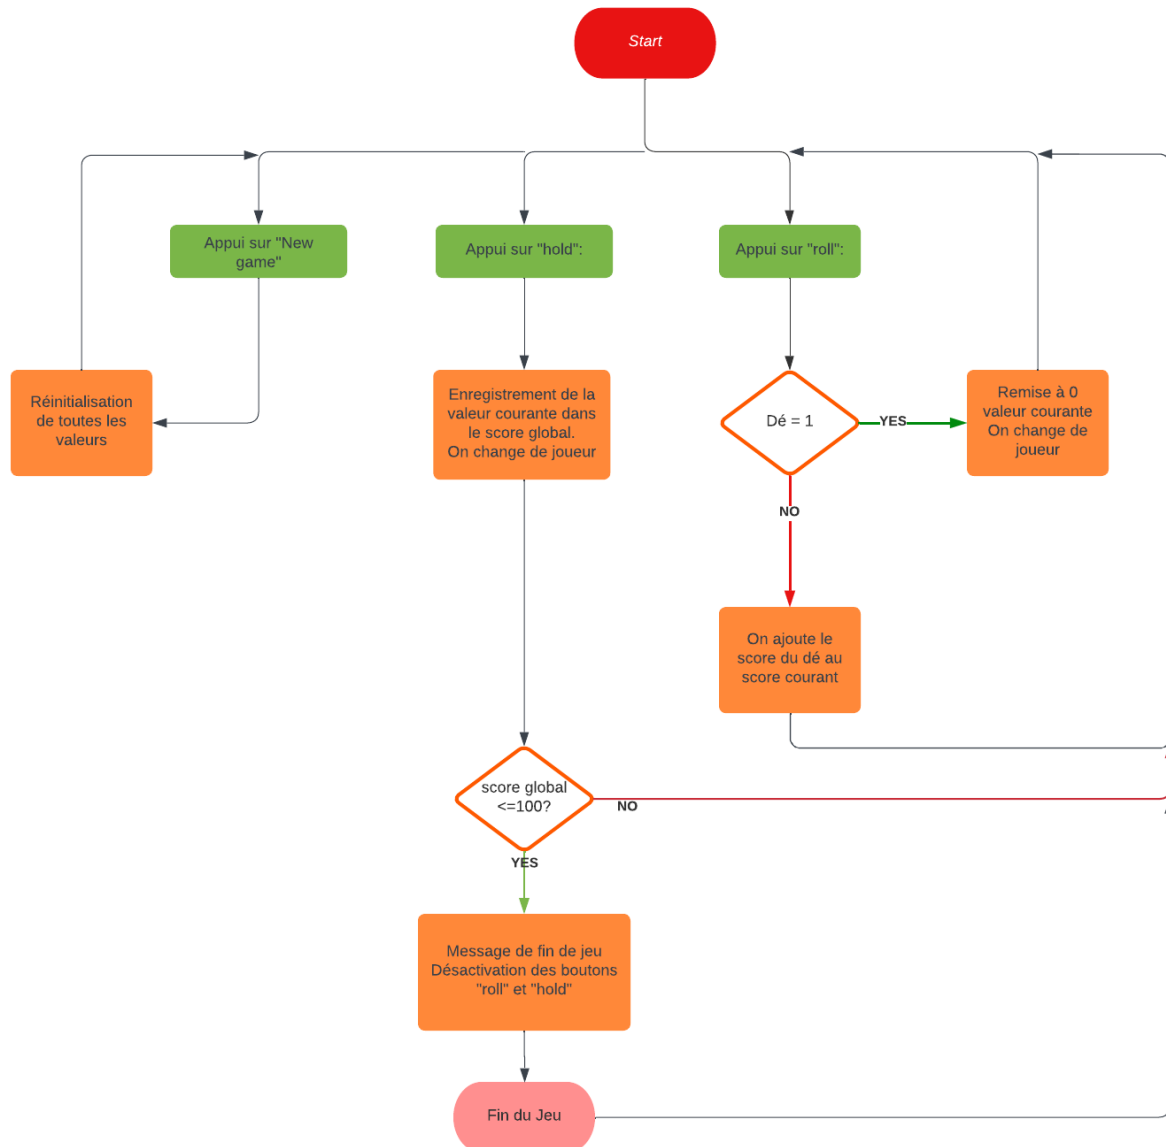 Start
Appui sur "New
game"
Appui sur "hold":
Appui sur "roll":
Réinitialisation
de toutes les
valeurs
Enregistrement de la
valeur courante dans
le score global.
On change de joueur
Dé = 1
YES
Remise à 0
valeur courante
On change de
joueur
NO
On ajoute le
score du dé au
score courant
score global
<=100?
NO
YES
Message de fin de jeu
Désactivation des boutons
"roll" et "hold"
Fin du Jeu